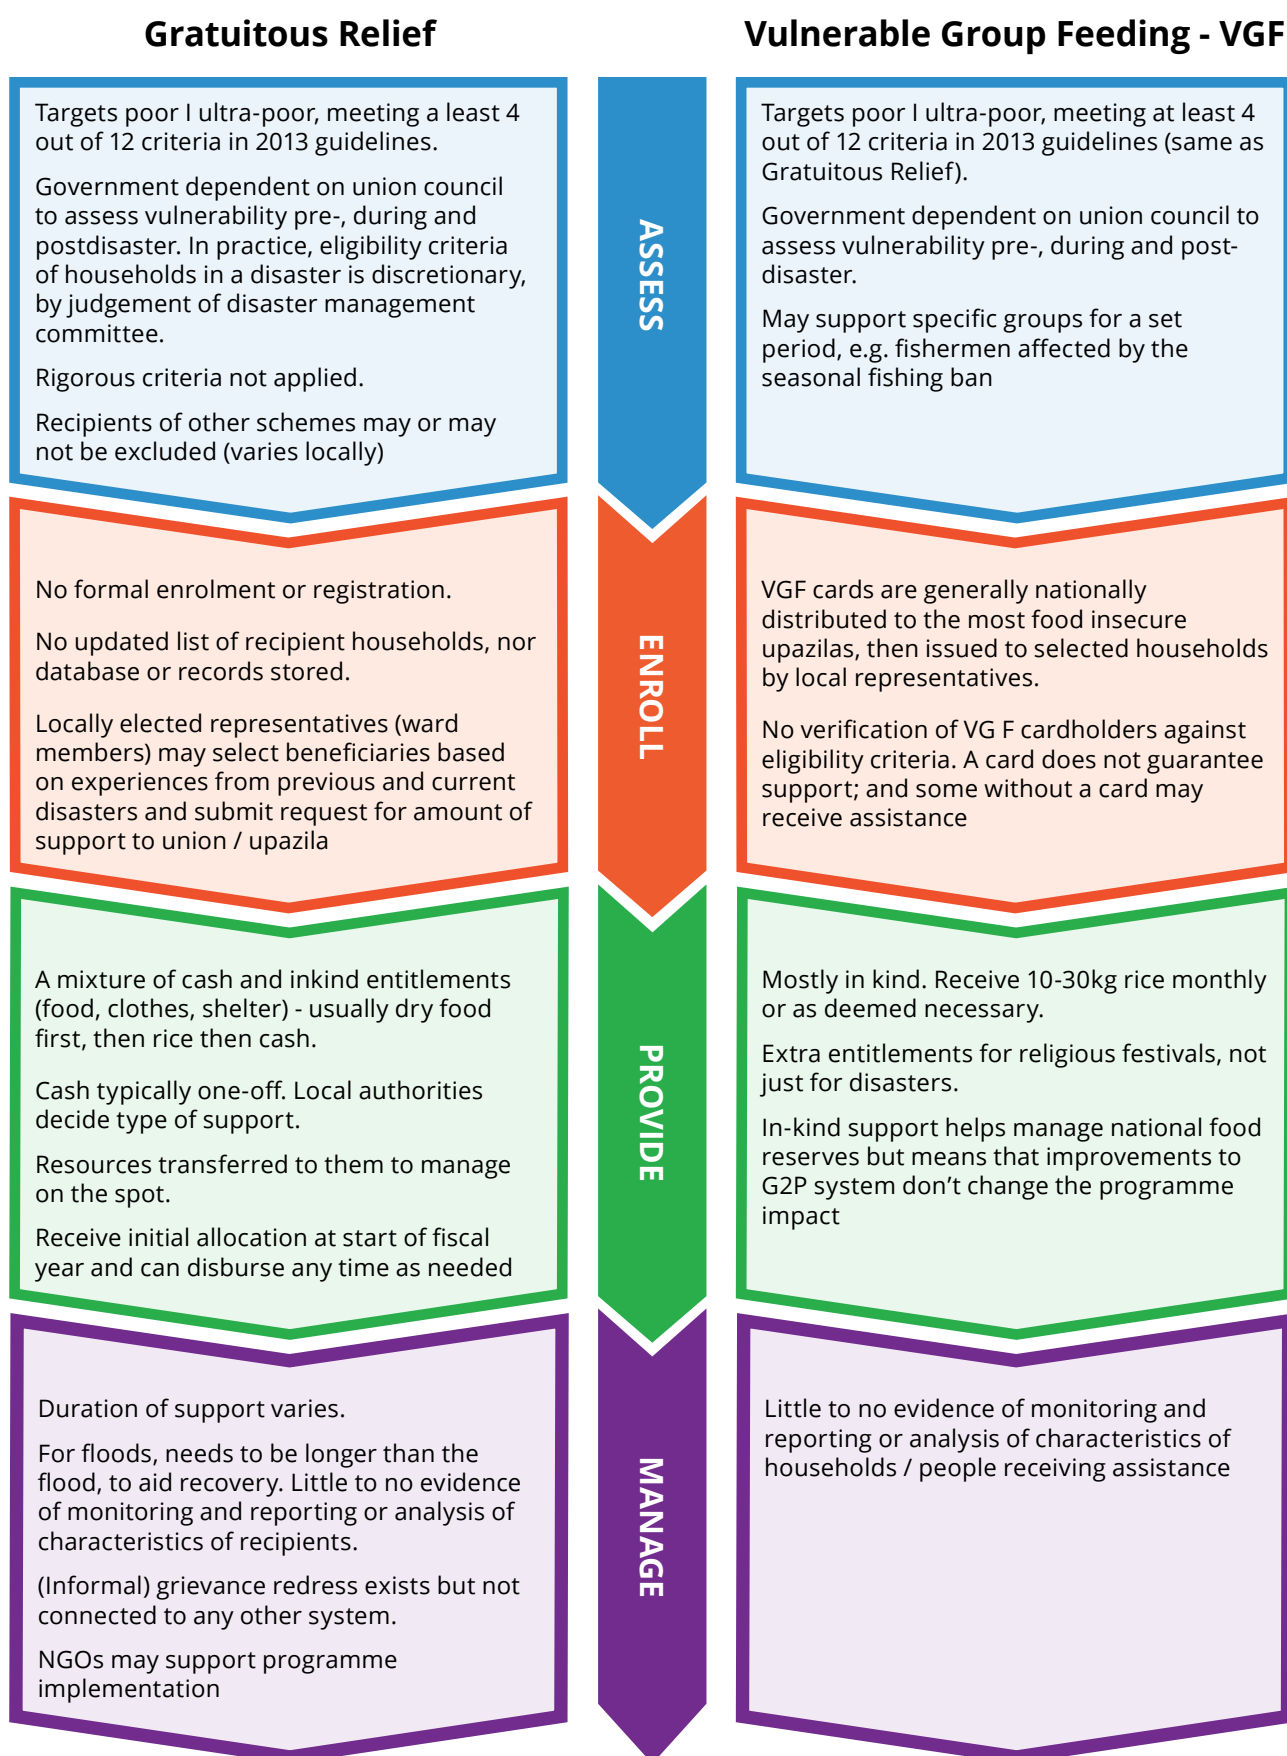 Gratuitous Relief
Vulnerable Group Feeding - VGF
Targets poor I ultra-poor, meeting a least 4
out of 12 criteria in 2013 guidelines.
Government dependent on union council
to assess vulnerability pre-, during and
postdisaster. In practice, eligibility criteria
of households in a disaster is discretionary,
by judgement of disaster management
committee.
Rigorous criteria not applied.
Recipients of other schemes may or may
not be excluded (varies locally)
ASSESS
Targets poor I ultra-poor, meeting at least 4
out of 12 criteria in 2013 guidelines (same as
Gratuitous Relief).
Government dependent on union council to
assess vulnerability pre-, during and post-
disaster.
May support specific groups for a set
period, e.g. fishermen affected by the
seasonal fishing ban
No formal enrolment or registration.
No updated list of recipient households, nor
database or records stored.
Locally elected representatives (ward
members) may select beneficiaries based
on experiences from previous and current
disasters and submit request for amount of
support to union / upazila
ENROLL
VGF cards are generally nationally
distributed to the most food insecure
upazilas, then issued to selected households
by local representatives.
No verification of VG F cardholders against
eligibility criteria. A card does not guarantee
support; and some without a card may
receive assistance
A mixture of cash and inkind entitlements
(food, clothes, shelter) - usually dry food
first, then rice then cash.
Cash typically one-off. Local authorities
decide type of support.
Resources transferred to them to manage
on the spot.
Receive initial allocation at start of fiscal
year and can disburse any time as needed
PROVIDE
Mostly in kind. Receive 10-30kg rice monthly
or as deemed necessary.
Extra entitlements for religious festivals, not
just for disasters.
In-kind support helps manage national food
reserves but means that improvements to
G2P system don't change the programme
impact
Duration of support varies.
For floods, needs to be longer than the
flood, to aid recovery. Little to no evidence
of monitoring and reporting or analysis of
characteristics of recipients.
(Informal) grievance redress exists but not
connected to any other system.
NGOs may support programme
implementation
MANAGE
Little to no evidence of monitoring and
reporting or analysis of characteristics of
households / people receiving assistance